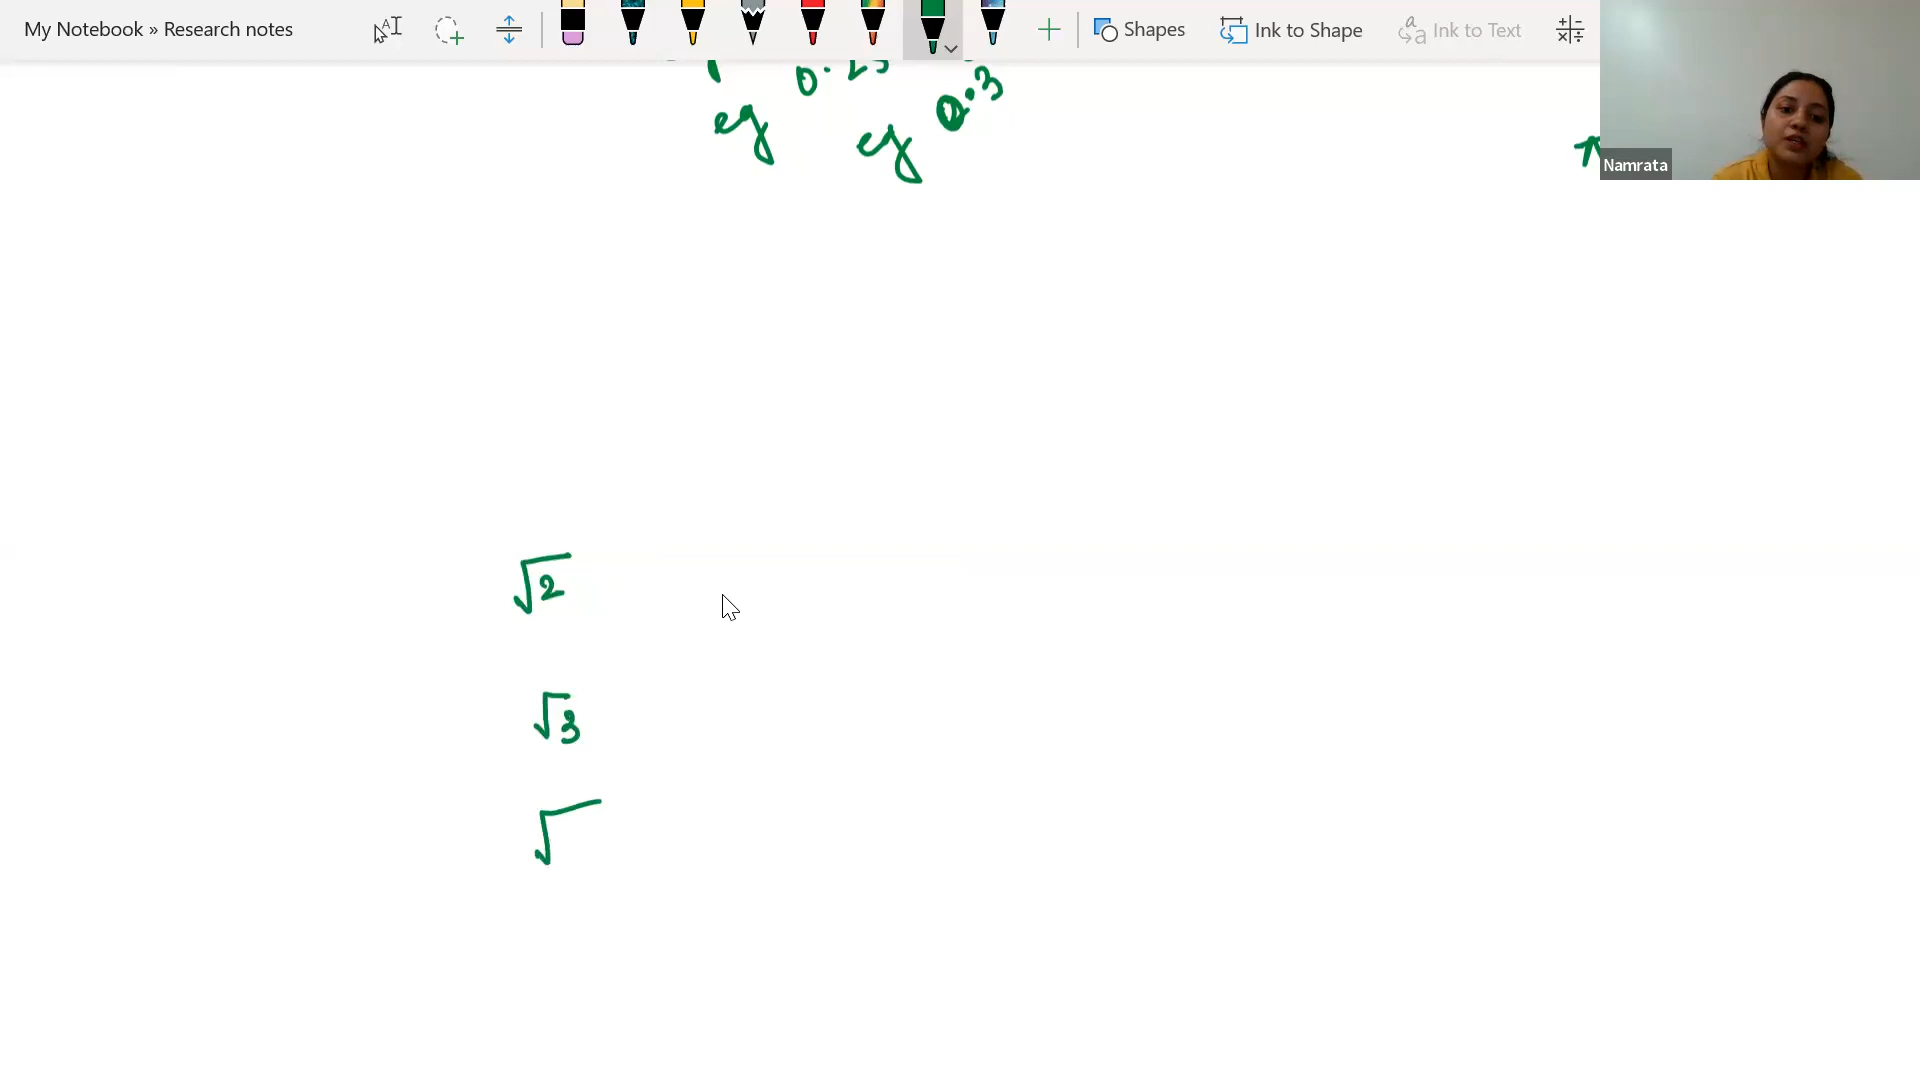 My Notebook » Research notes
Shapes
Ink to Shape
Ink to Text
Namrata
eg
eg 0.3
π
√2
√3
√